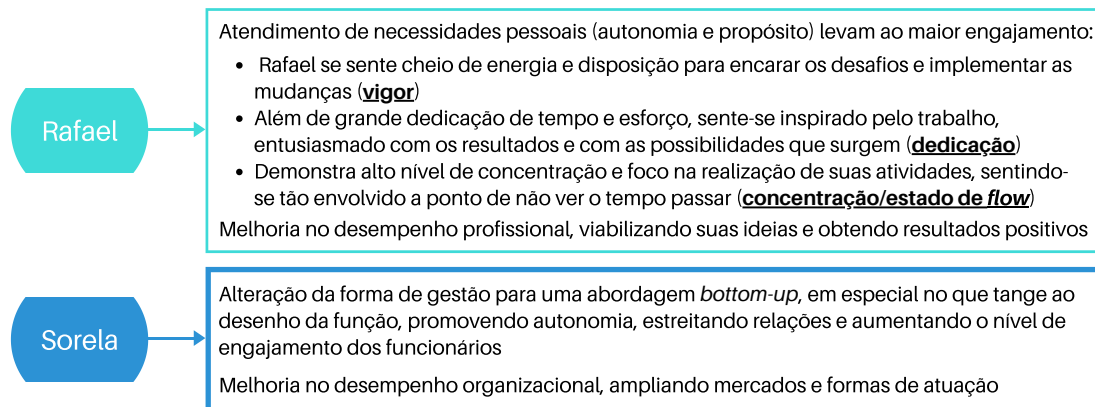 Rafael
Atendimento de necessidades pessoais (autonomia e propósito) levam ao maior engajamento:
• Rafael se sente cheio de energia e disposição para encarar os desafios e implementar as
mudanças (vigor)
• Além de grande dedicação de tempo e esforço, sente-se inspirado pelo trabalho,
entusiasmado com os resultados e com as possibilidades que surgem (dedicação)
• Demonstra alto nível de concentração e foco na realização de suas atividades, sentindo-
se tão envolvido a ponto de não ver o tempo passar (concentração/estado de flow)
Melhoria no desempenho profissional, viabilizando suas ideias e obtendo resultados positivos
Sorela
Alteração da forma de gestão para uma abordagem bottom-up, em especial no que tange ao
desenho da função, promovendo autonomia, estreitando relações e aumentando o nível de
engajamento dos funcionários
Melhoria no desempenho organizacional, ampliando mercados e formas de atuação